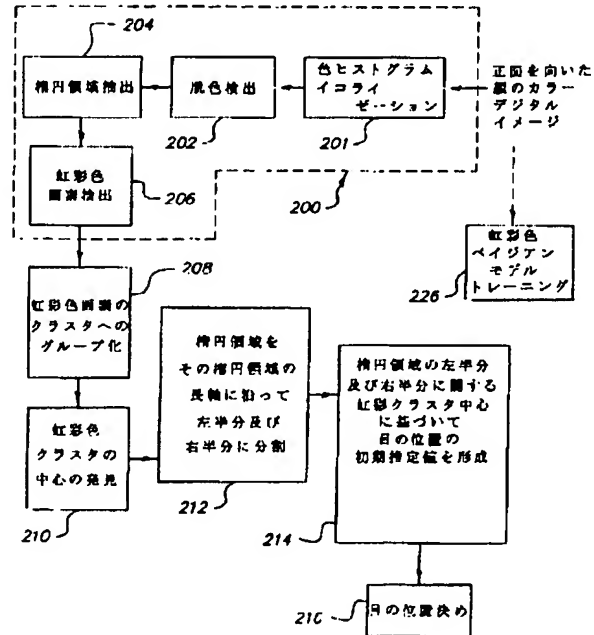 204
楕円領域検出
肌色検出
202
色ヒストグラム
イコライ
ゼーション
201
正面を向いた
顔のカラー
デジタル
イメージ
虹彩色
画素検出
206
200
虹彩色
ベイジアン
モデル
トレーニング
226
208
虹彩色画素の
クラスタへの
グループ化
虹彩色
クラスタの
中心の発見
210
楕円領域を
その楕円領域の
長軸に沿って
左半分及び
右半分に分割
212
楕円領域の左半分
及び右半分に関する
虹彩クラスタ中心
に基づいて
目の位置の
初期推定値を形成
214
目の位置決め
216